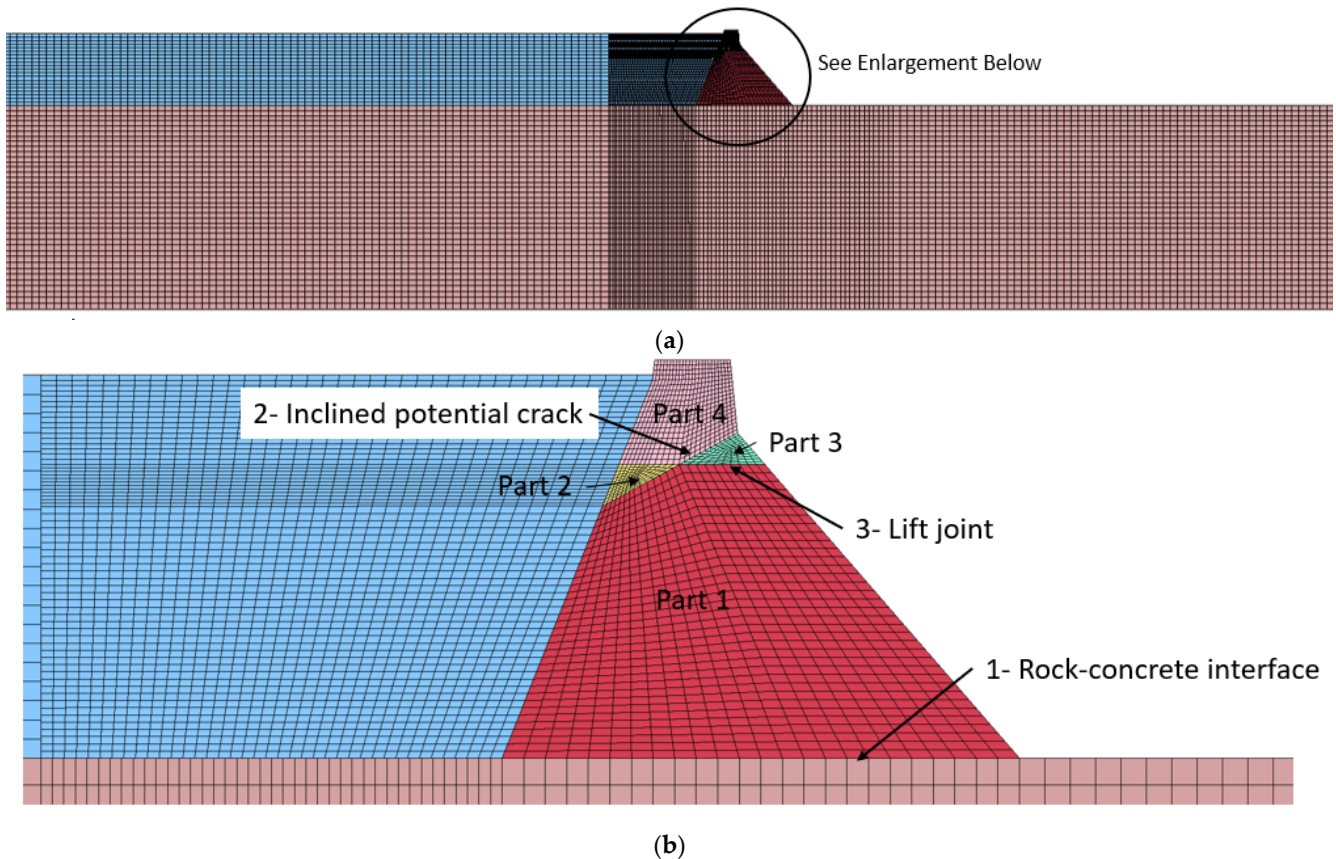 See Enlargement Below
(a)
2- Inclined potential crack
Part 4
Part 3
Part 2
3- Lift joint
Part 1
1- Rock-concrete interface
(b)